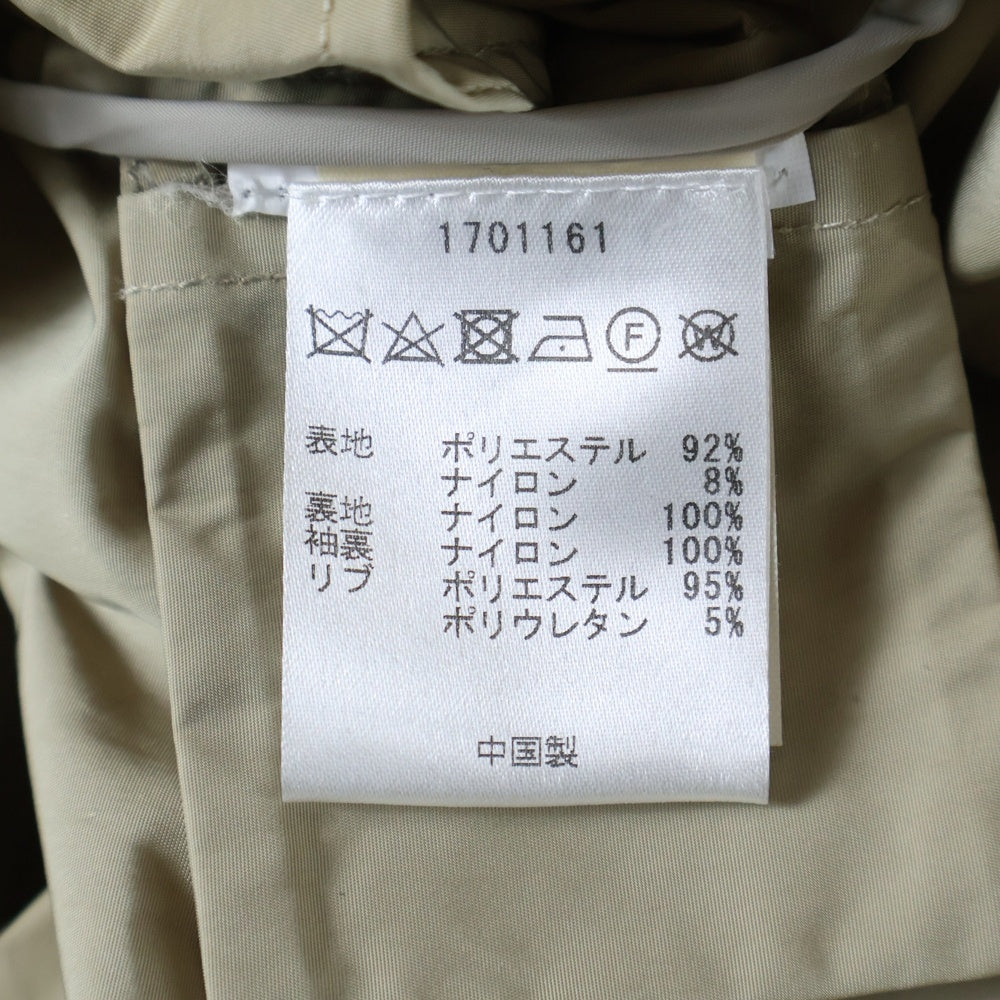 1701161
F W
表地 ポリエステル 92%
ナイロン 8%
裏地 ナイロン 100%
袖裏 ナイロン 100%
リブ ポリエステル 95%
ポリウレタン 5%
中国製